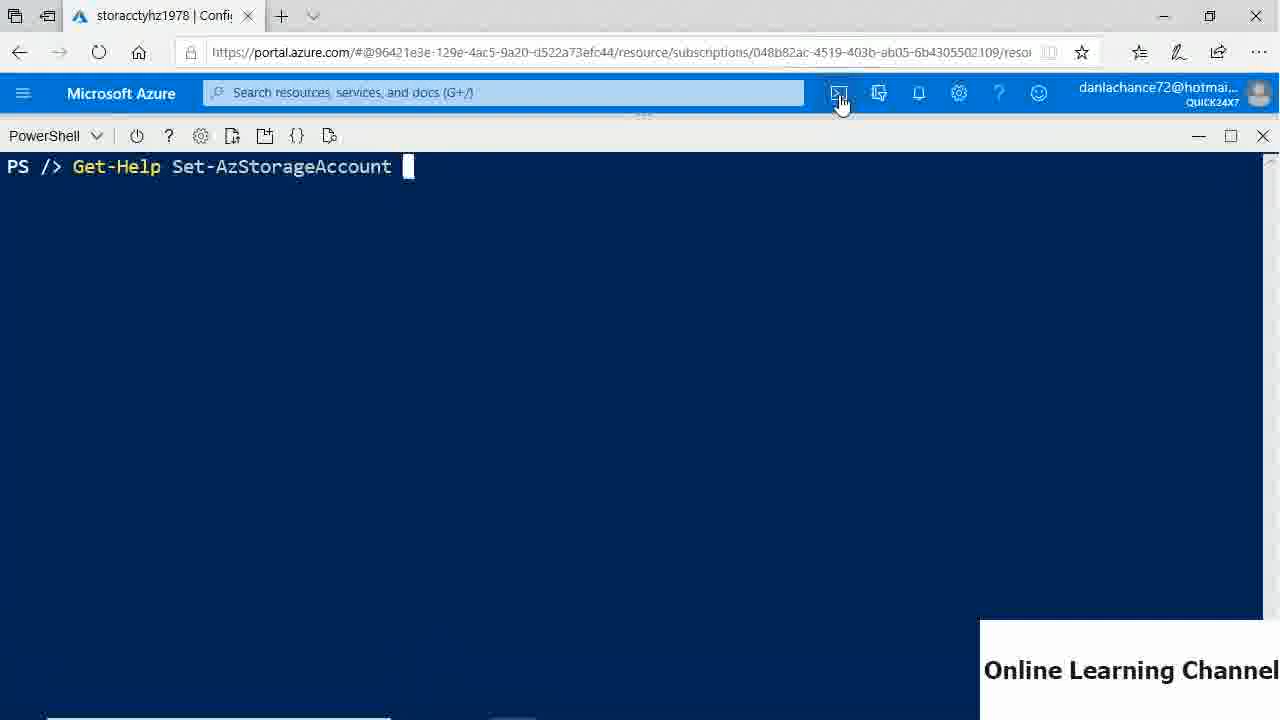 storacctyhz1978 | Config
https://portal.azure.com/#@96421e3e-129e-4ac5-9a20-d522a73efc44/resource/subscriptions/048b82ac-4519-403b-ab05-6b4305502109/resou
Microsoft Azure
Search resources, services, and docs (G+/)
danlachance72@hotmai...
QUICK24X7
PowerShell
PS /> Get-Help Set-AzStorageAccount
Online Learning Channel